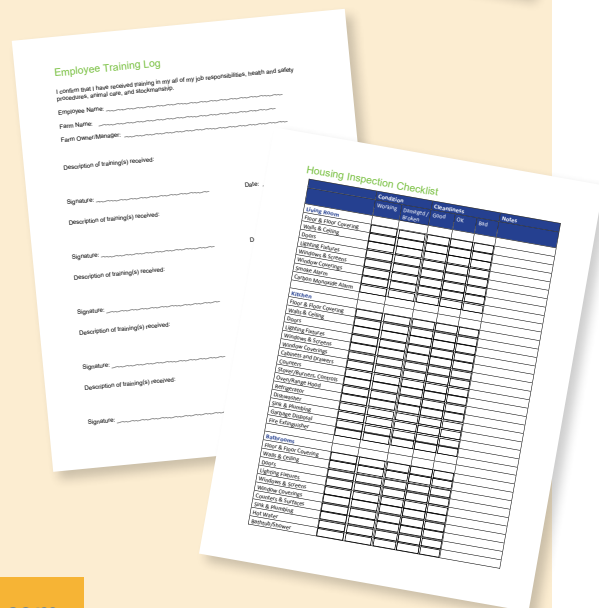 Employee Training Log
I confirm that I have received training in my all of my job responsibilities, health and safety
procedures, animal care, and stockmanship.
Employee Name:
Farm Name:
Farm Owner/Manager:
Description of training(s) received:
Date:
Signature:
Description of training(s) received:
D
Signature:
Description of training(s) received:
Signature:
Description of training(s) received:
Signature:
Description of training(s) received:
Signature:
Housing Inspection Checklist
Condition Cleanliness Notes
Working Damaged / Broken Good OK Bad
Living Room
Floor & Floor Covering
Walls & Ceiling
Doors
Lighting Fixtures
Windows & Screens
Window Coverings
Smoke Alarm
Carbon Monoxide Alarm
Kitchen
Floor & Floor Covering
Walls & Ceiling
Doors
Lighting Fixtures
Windows & Screens
Window Coverings
Cabinets and Drawers
Counters
Stove/Burners, Controls
Oven/Range Hood
Refrigerator
Dishwasher
Sink & Plumbing
Garbage Disposal
Fire Extinguisher
Bathrooms
Floor & Floor Covering
Walls & Ceiling
Doors
Lighting Fixtures
Windows & Screens
Window Coverings
Counters & Surfaces
Sink & Plumbing
Hot Water
Bathtub/Shower